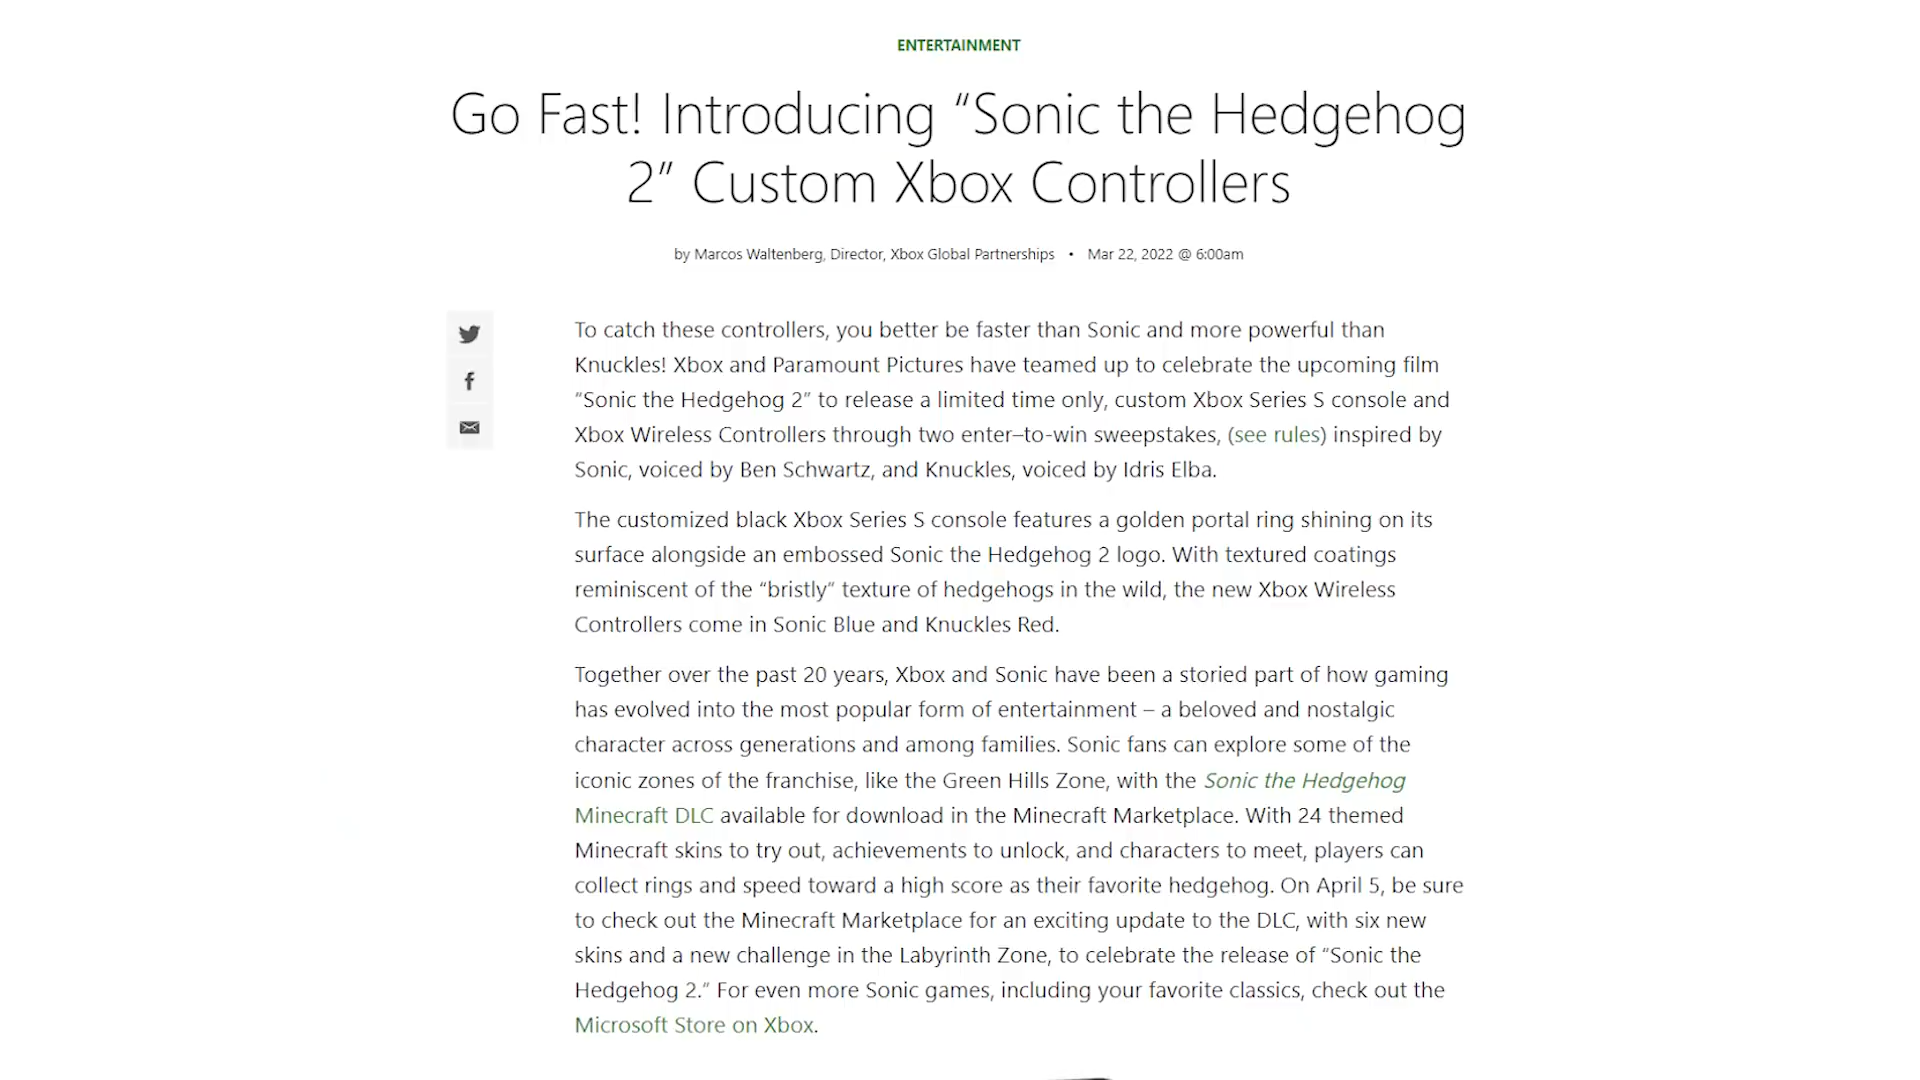 ENTERTAINMENT
Go Fast! Introducing “Sonic the Hedgehog
2” Custom Xbox Controllers
by Marcos Waltenberg, Director, Xbox Global Partnerships • Mar 22, 2022 @ 6:00am
To catch these controllers, you better be faster than Sonic and more powerful than
Knuckles! Xbox and Paramount Pictures have teamed up to celebrate the upcoming film
“Sonic the Hedgehog 2” to release a limited time only, custom Xbox Series S console and
Xbox Wireless Controllers through two enter–to-win sweepstakes, (see rules) inspired by
Sonic, voiced by Ben Schwartz, and Knuckles, voiced by Idris Elba.
The customized black Xbox Series S console features a golden portal ring shining on its
surface alongside an embossed Sonic the Hedgehog 2 logo. With textured coatings
reminiscent of the “bristly” texture of hedgehogs in the wild, the new Xbox Wireless
Controllers come in Sonic Blue and Knuckles Red.
Together over the past 20 years, Xbox and Sonic have been a storied part of how gaming
has evolved into the most popular form of entertainment – a beloved and nostalgic
character across generations and among families. Sonic fans can explore some of the
iconic zones of the franchise, like the Green Hills Zone, with the Sonic the Hedgehog
Minecraft DLC available for download in the Minecraft Marketplace. With 24 themed
Minecraft skins to try out, achievements to unlock, and characters to meet, players can
collect rings and speed toward a high score as their favorite hedgehog. On April 5, be sure
to check out the Minecraft Marketplace for an exciting update to the DLC, with six new
skins and a new challenge in the Labyrinth Zone, to celebrate the release of “Sonic the
Hedgehog 2.” For even more Sonic games, including your favorite classics, check out the
Microsoft Store on Xbox.